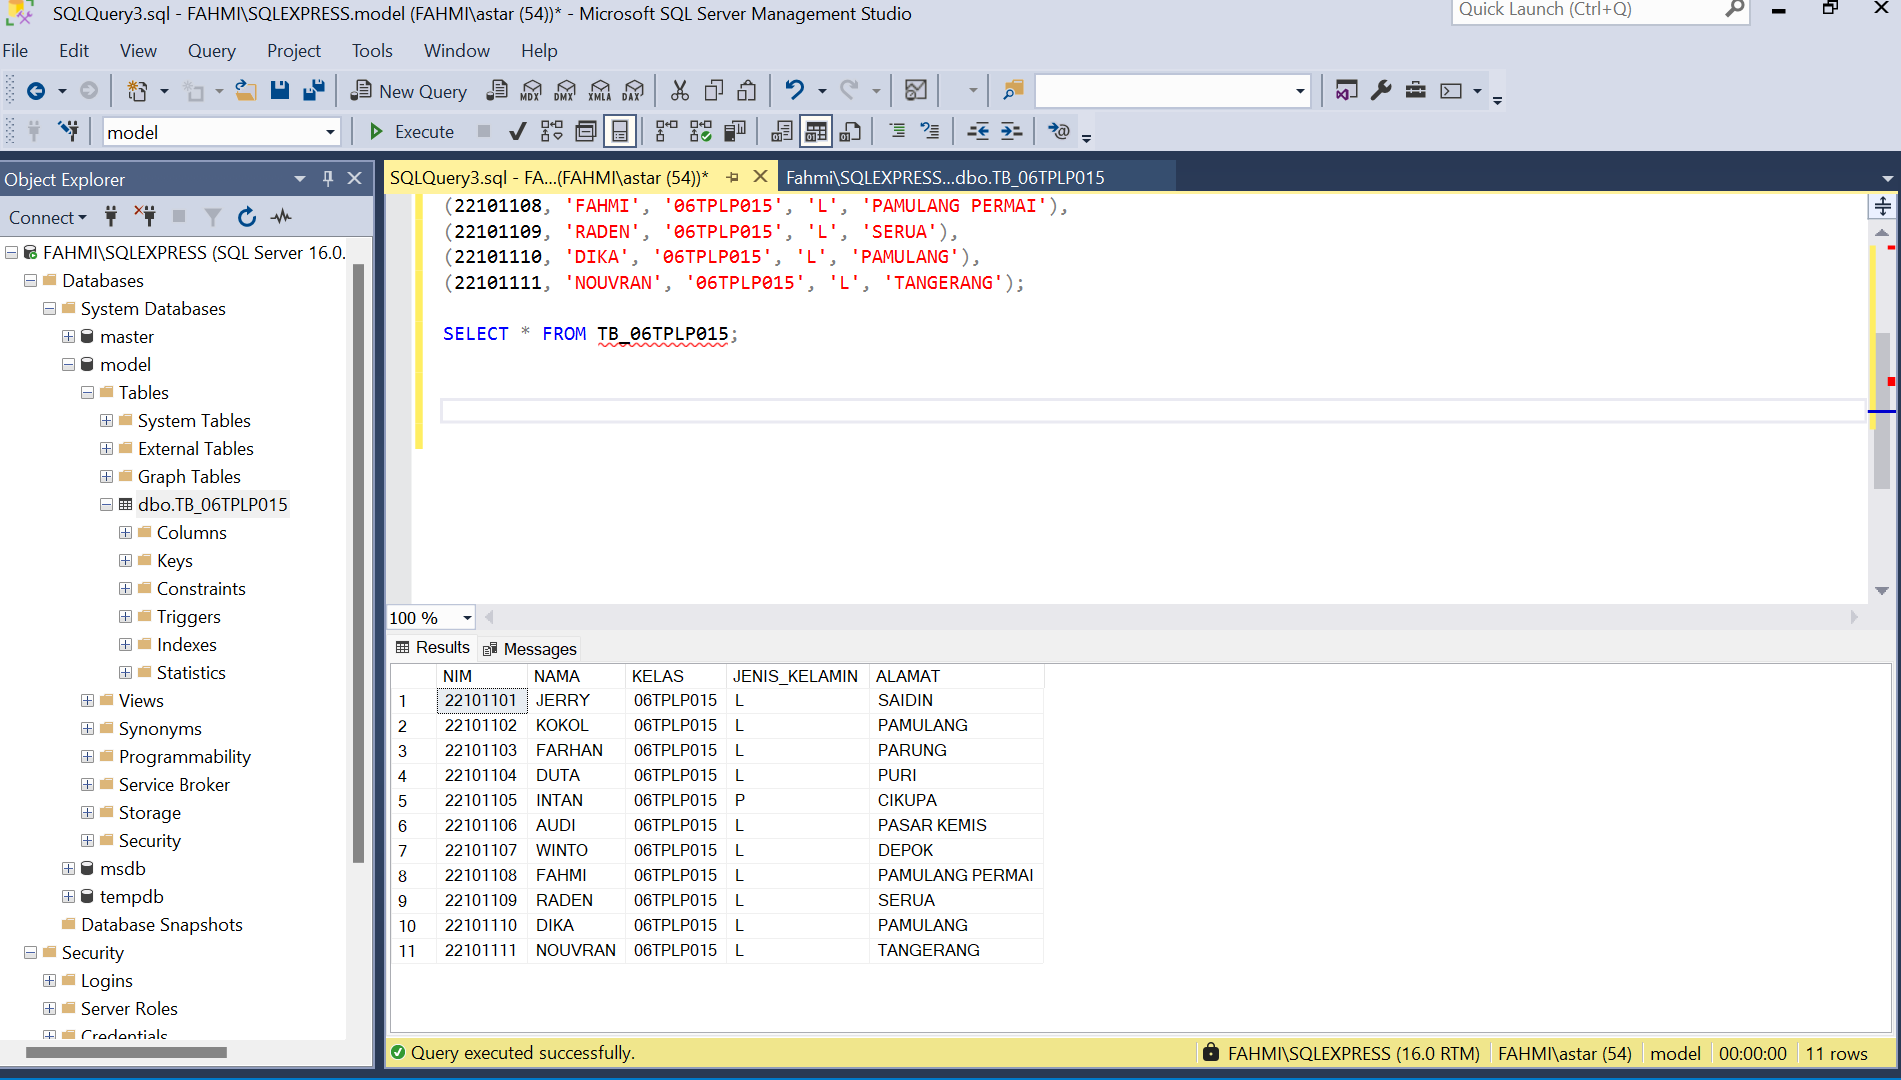 SQLQuery3.sql - FAHMI\SQLEXPRESS.model (FAHMI\astar (54))* - Microsoft SQL Server Management Studio
Quick Launch (Ctrl+Q)
File Edit View Query Project Tools Window Help
New Query MDX DMX XMLA DAX
model Execute
Object Explorer
Connect
FAHMI\SQLEXPRESS (SQL Server 16.0.
Databases
System Databases
master
model
Tables
System Tables
External Tables
Graph Tables
dbo.TB_06TPLP015
Columns
Keys
Constraints
Triggers
Indexes
Statistics
Views
Synonyms
Programmability
Service Broker
Storage
Security
msdb
tempdb
Database Snapshots
Security
Logins
Server Roles
Credentials
SQLQuery3.sql - FA...(FAHMI\astar (54))*
Fahmi\SQLEXPRESS...dbo.TB_06TPLP015
(22101108, 'FAHMI', '06TPLP015', 'L', 'PAMULANG PERMAI'),
(22101109, 'RADEN', '06TPLP015', 'L', 'SERUA'),
(22101110, 'DIKA', '06TPLP015', 'L', 'PAMULANG'),
(22101111, 'NOUVRAN', '06TPLP015', 'L', 'TANGERANG');
SELECT * FROM TB_06TPLP015;
100 %
Results Messages
NIM NAMA KELAS JENIS_KELAMIN ALAMAT
1 22101101 JERRY 06TPLP015 L SAIDIN
2 22101102 KOKOL 06TPLP015 L PAMULANG
3 22101103 FARHAN 06TPLP015 L PARUNG
4 22101104 DUTA 06TPLP015 L PURI
5 22101105 INTAN 06TPLP015 P CIKUPA
6 22101106 AUDI 06TPLP015 L PASAR KEMIS
7 22101107 WINTO 06TPLP015 L DEPOK
8 22101108 FAHMI 06TPLP015 L PAMULANG PERMAI
9 22101109 RADEN 06TPLP015 L SERUA
10 22101110 DIKA 06TPLP015 L PAMULANG
11 22101111 NOUVRAN 06TPLP015 L TANGERANG
Query executed successfully.
FAHMI\SQLEXPRESS (16.0 RTM) FAHMI\astar (54) model 00:00:00 11 rows